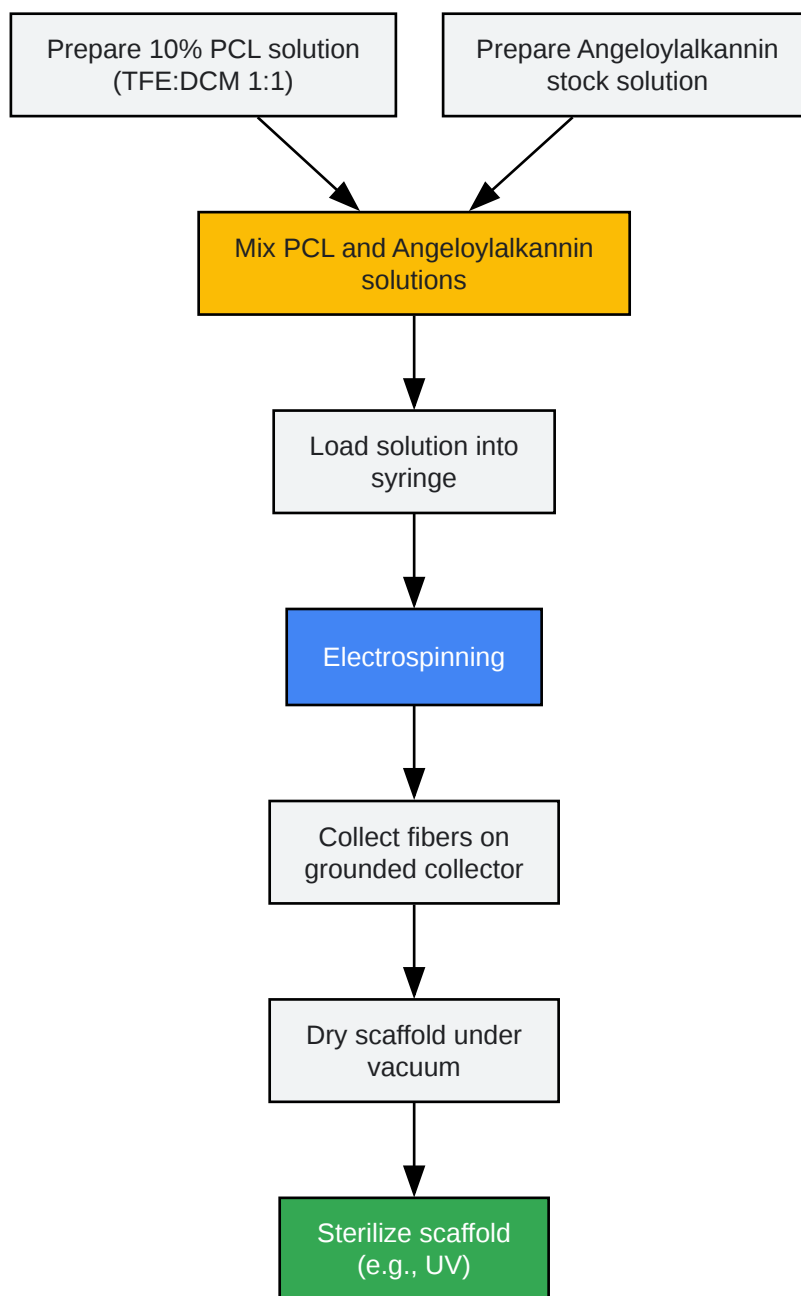 Prepare 10% PCL solution
(TFE:DCM 1:1)
Prepare Angeloylalkannin
stock solution
Mix PCL and Angeloylalkannin
solutions
Load solution into
syringe
Electrospinning
Collect fibers on
grounded collector
Dry scaffold under
vacuum
Sterilize scaffold
(e.g., UV)